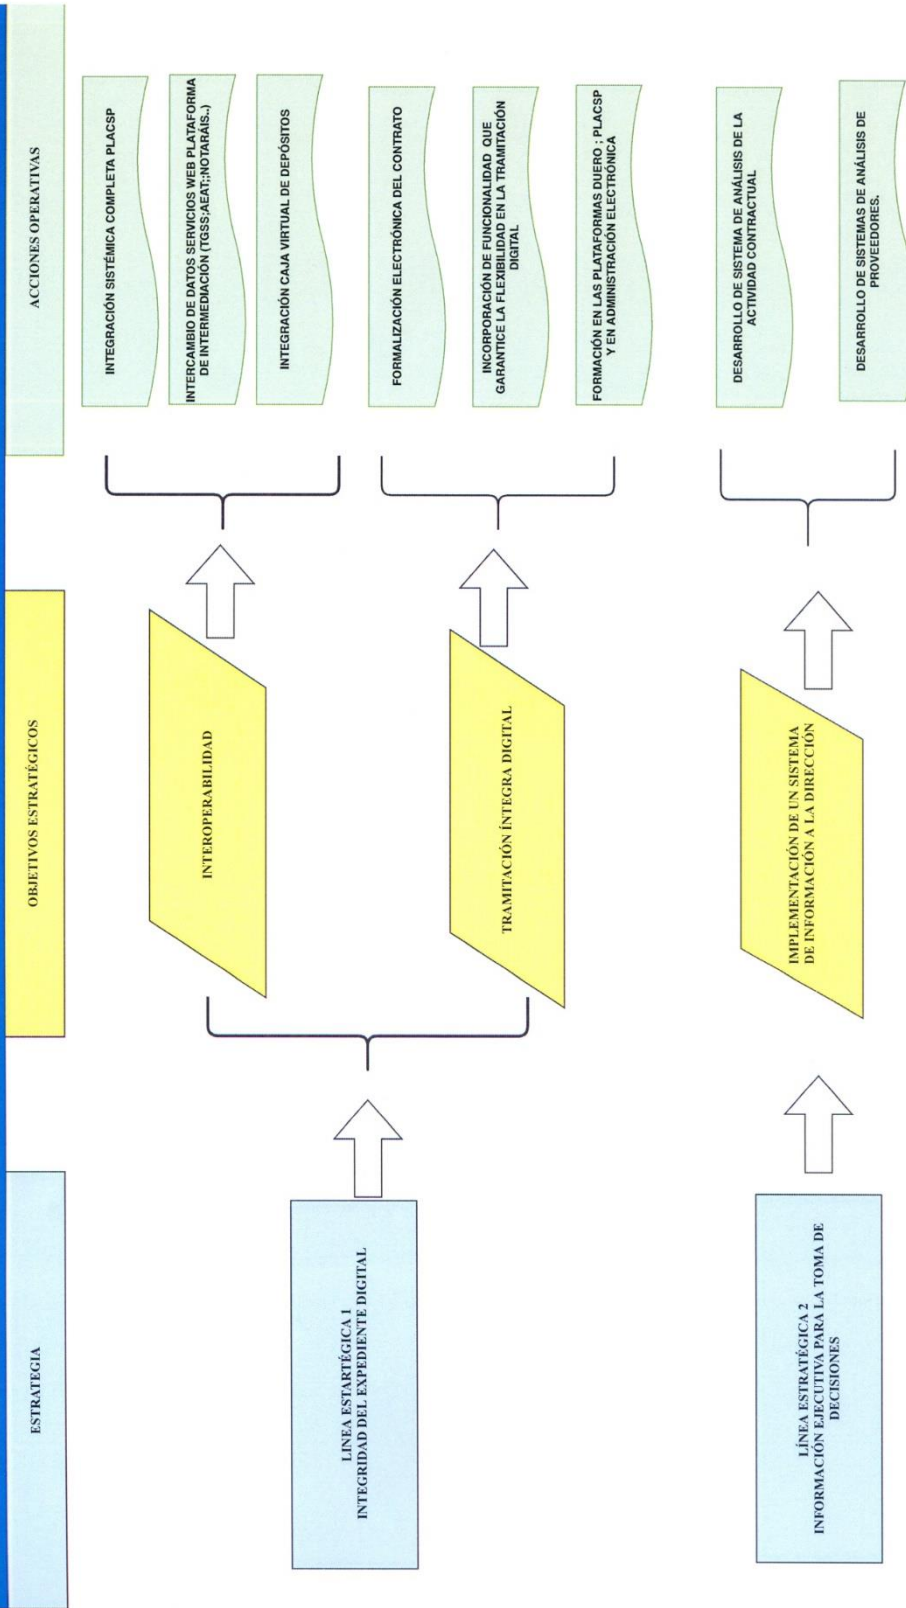 ESTRATEGIA
OBJETIVOS ESTRATÉGICOS
ACCIONES OPERATIVAS
LINEA ESTARTÉGICA 1
INTEGRIDAD DEL EXPEDIENTE DIGITAL
INTEROPERABILIDAD
INTEGRACIÓN SISTÉMICA COMPLETA PLACSP
INTERCAMBIO DE DATOS SERVICIOS WEB PLATAFORMA
DE INTERMEDIACIÓN (TGSS;AEAT;;NOTARÁIS..)
INTEGRACIÓN CAJA VIRTUAL DE DEPÓSITOS
TRAMITACIÓN ÍNTEGRA DIGITAL
FORMALIZACIÓN ELECTRÓNICA DEL CONTRATO
INCORPORACIÓN DE FUNCIONALIDAD QUE
GARANTICE LA FLEXIBILIDAD EN LA TRAMITACIÓN
DIGITAL
FORMACIÓN EN LAS PLATAFORMAS DUERO ; PLACSP
Y EN ADMINISTRACIÓN ELECTRÓNICA
LÍNEA ESTRATÉGICA 2
INFORMACIÓN EJECUTIVA PARA LA TOMA DE
DECISIONES
IMPLEMENTACIÓN DE UN SISTEMA
DE INFORMACIÓN A LA DIRECCIÓN
DESARROLLO DE SISTEMA DE ANÁLISIS DE LA
ACTIVIDAD CONTRACTUAL
DESARROLLO DE SISTEMAS DE ANÁLISIS DE
PROVEEDORES.